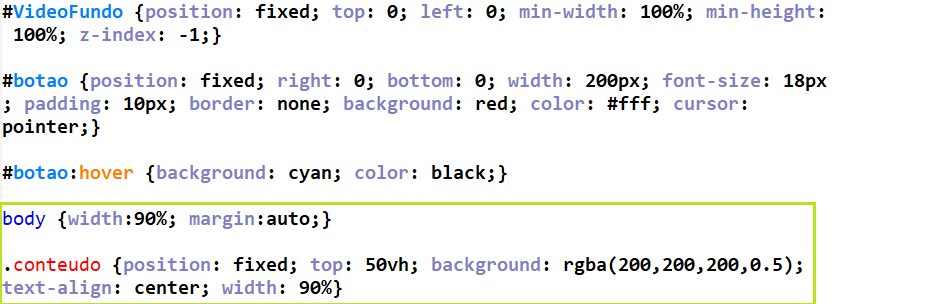 #VideoFundo {position: fixed; top: 0; left: 0; min-width: 100%; min-height:
100%; z-index: -1;}
#botao {position: fixed; right: 0; bottom: 0; width: 200px; font-size: 18px
; padding: 10px; border: none; background: red; color: #fff; cursor:
pointer;}
#botao:hover {background: cyan; color: black;}
body {width:90%; margin:auto;}
.conteudo {position: fixed; top: 50vh; background: rgba(200,200,200,0.5);
text-align: center; width: 90%}